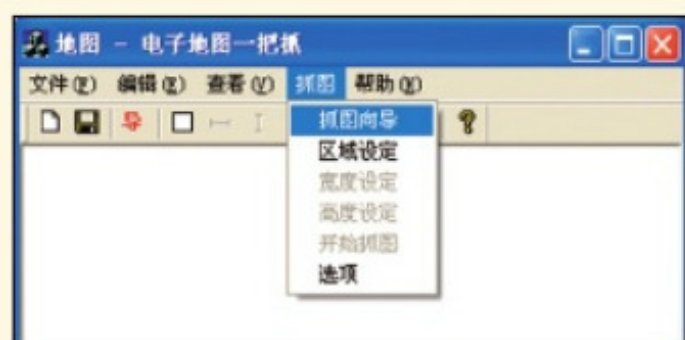 地图 - 电子地图一把抓
文件(F) 编辑(E) 查看(V) 抓图 帮助(H)
抓图向导
区域设定
宽度设定
高度设定
开始抓图
选项